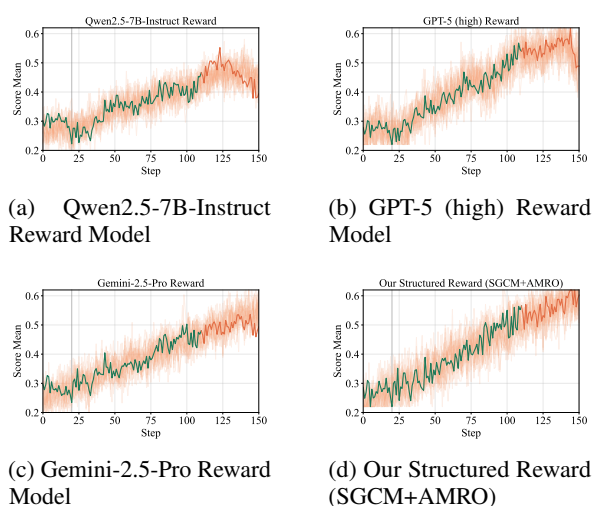 Qwen2.5-7B-Instruct Reward
0.6
0.5
0.4
0.3
0.2
Score Mean
0 25 50 75 100 125 150
Step
(a) Qwen2.5-7B-Instruct
Reward Model
GPT-5 (high) Reward
0.6
0.5
0.4
0.3
0.2
Score Mean
0 25 50 75 100 125 150
Step
(b) GPT-5 (high) Reward
Model
Gemini-2.5-Pro Reward
0.6
0.5
0.4
0.3
0.2
Score Mean
0 25 50 75 100 125 150
Step
(c) Gemini-2.5-Pro Reward
Model
Our Structured Reward (SGCM+AMRO)
0.6
0.5
0.4
0.3
0.2
Score Mean
0 25 50 75 100 125 150
Step
(d) Our Structured Reward
(SGCM+AMRO)